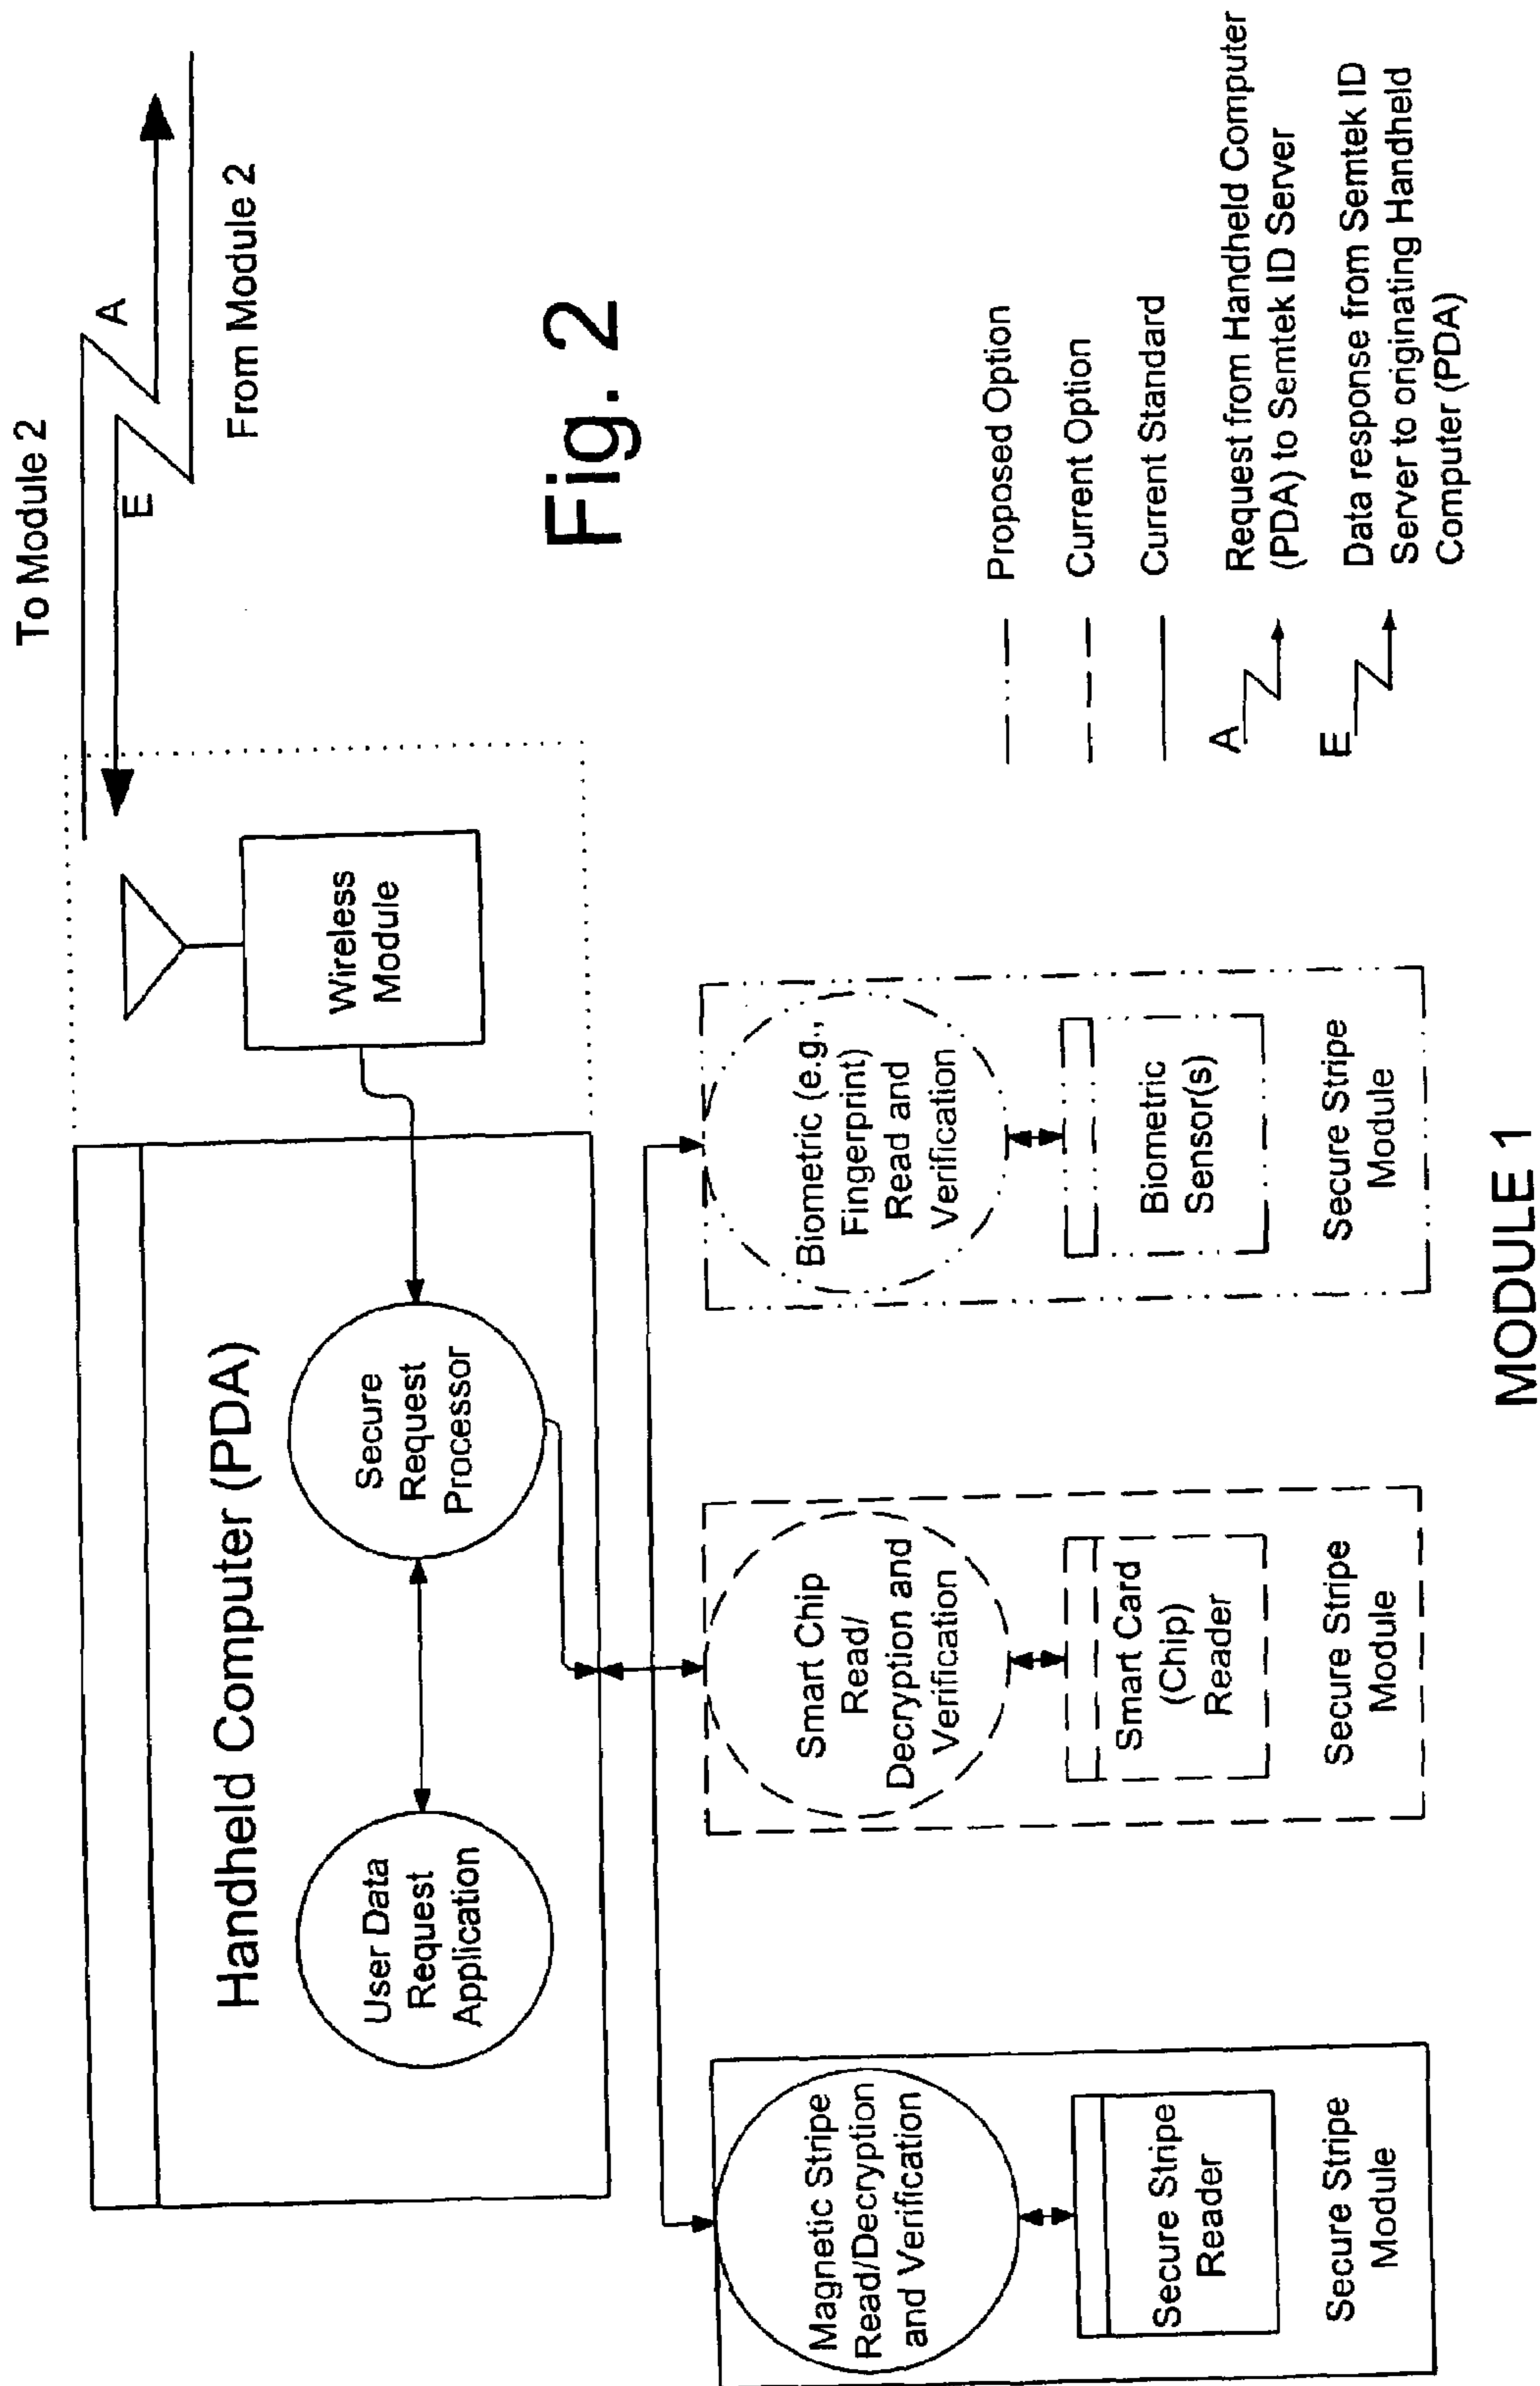 To Module 2
A
E
From Module 2
Fig. 2
Handheld Computer (PDA)
User Data
Request
Application
Secure
Request
Processor
Wireless
Module
Magnetic Stripe
Read/Decryption
and Verification
Secure Stripe
Reader
Secure Stripe
Module
Smart Chip
Read/
Decryption and
Verification
Smart Card
(Chip)
Reader
Secure Stripe
Module
Biometric (e.g.,
Fingerprint)
Read and
Verification
Biometric
Sensor(s)
Secure Stripe
Module
Proposed Option
Current Option
Current Standard
A
Request from Handheld Computer
(PDA) to Semtek ID Server
E
Data response from Semtek ID
Server to originating Handheld
Computer (PDA)
MODULE 1